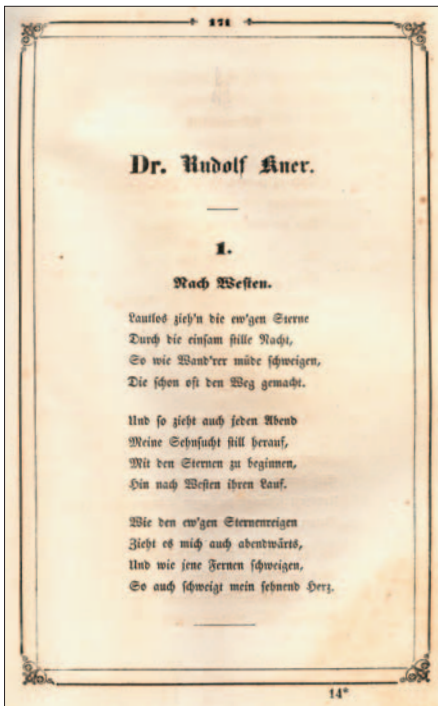 171
Dr. Rudolf Kner.
1.
Nach Westen.
Lautlos zieh'n die ew'gen Sterne
Durch die einsam stille Nacht,
So wie Wand'rer müde schweigen,
Die schon oft den Weg gemacht.
Und so zieht auch jeden Abend
Meine Sehnsucht still herauf,
Mit den Sternen zu beginnen,
Hin nach Westen ihren Lauf.
Wie den ew'gen Sternenreigen
Zieht es mich auch abendwärts,
Und wie jene Fernen schweigen,
So auch schweigt mein sehnend Herz.
14*